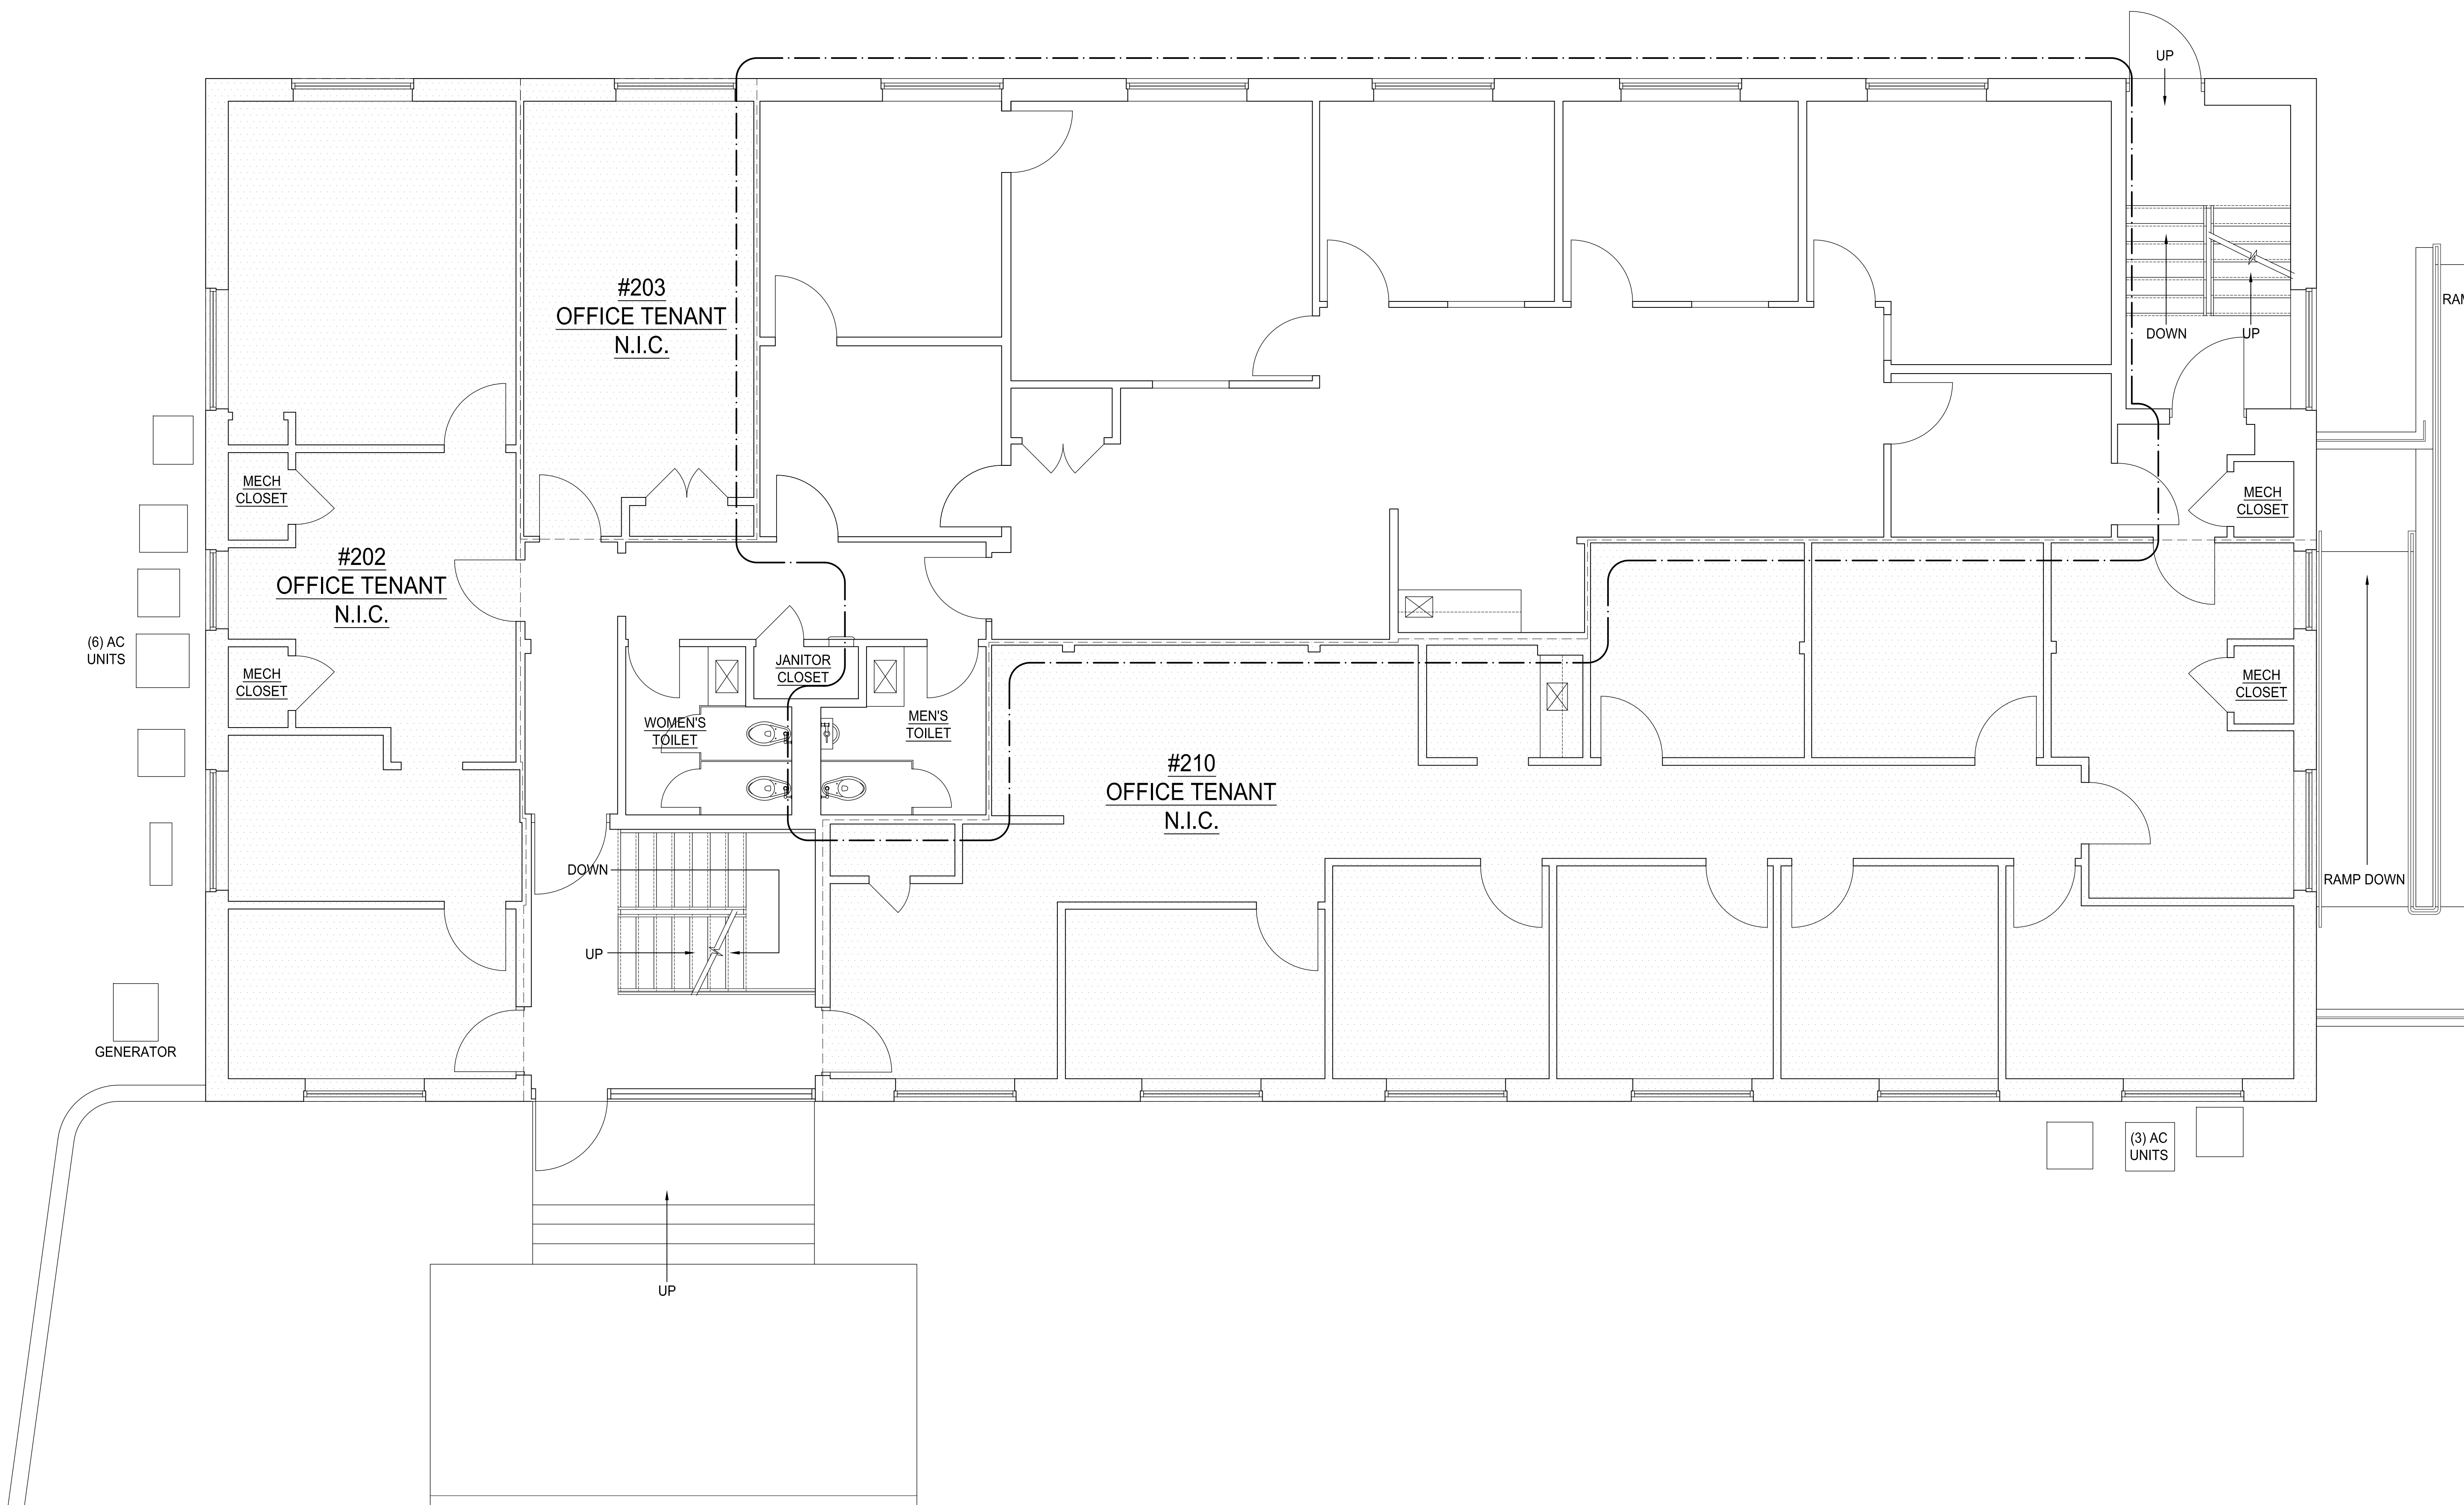 UP
#203
OFFICE TENANT
N.I.C.
RAM
DOWN
UP
MECH
CLOSET
MECH
CLOSET
#202
OFFICE TENANT
N.I.C.
(6) AC
UNITS
MECH
CLOSET
JANITOR
CLOSET
MECH
CLOSET
WOMEN'S
TOILET
MEN'S
TOILET
#210
OFFICE TENANT
N.I.C.
DOWN
RAMP DOWN
UP
GENERATOR
(3) AC
UNITS
UP